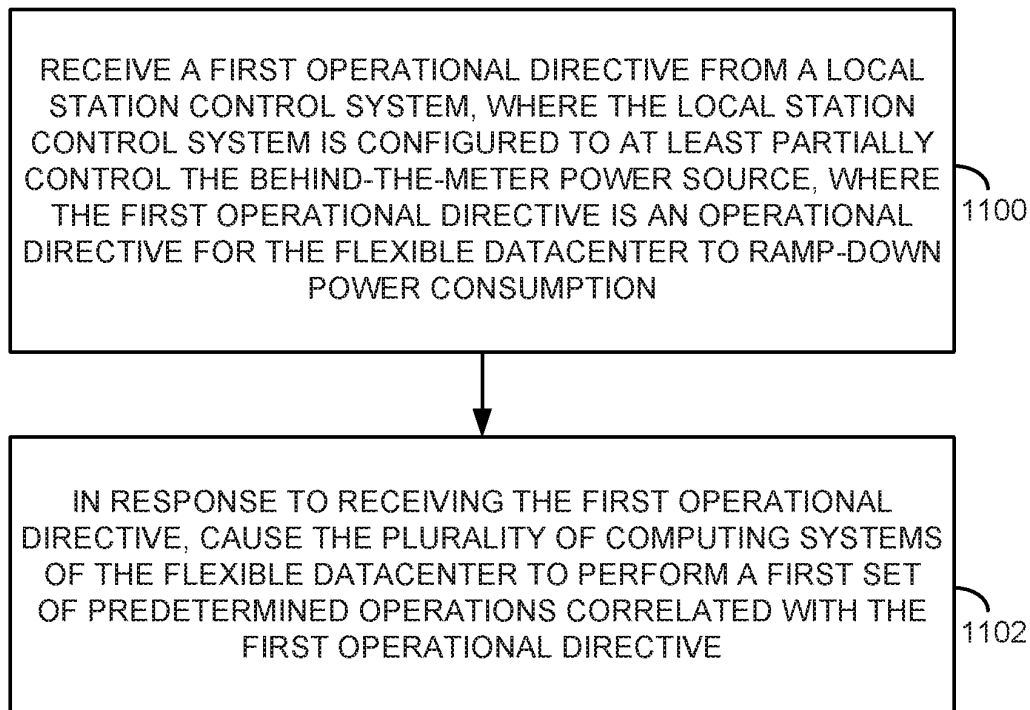 RECEIVE A FIRST OPERATIONAL DIRECTIVE FROM A LOCAL
STATION CONTROL SYSTEM, WHERE THE LOCAL STATION
CONTROL SYSTEM IS CONFIGURED TO AT LEAST PARTIALLY
CONTROL THE BEHIND-THE-METER POWER SOURCE, WHERE
THE FIRST OPERATIONAL DIRECTIVE IS AN OPERATIONAL
DIRECTIVE FOR THE FLEXIBLE DATACENTER TO RAMP-DOWN
POWER CONSUMPTION
1100
IN RESPONSE TO RECEIVING THE FIRST OPERATIONAL
DIRECTIVE, CAUSE THE PLURALITY OF COMPUTING SYSTEMS
OF THE FLEXIBLE DATACENTER TO PERFORM A FIRST SET
OF PREDETERMINED OPERATIONS CORRELATED WITH THE
FIRST OPERATIONAL DIRECTIVE
1102